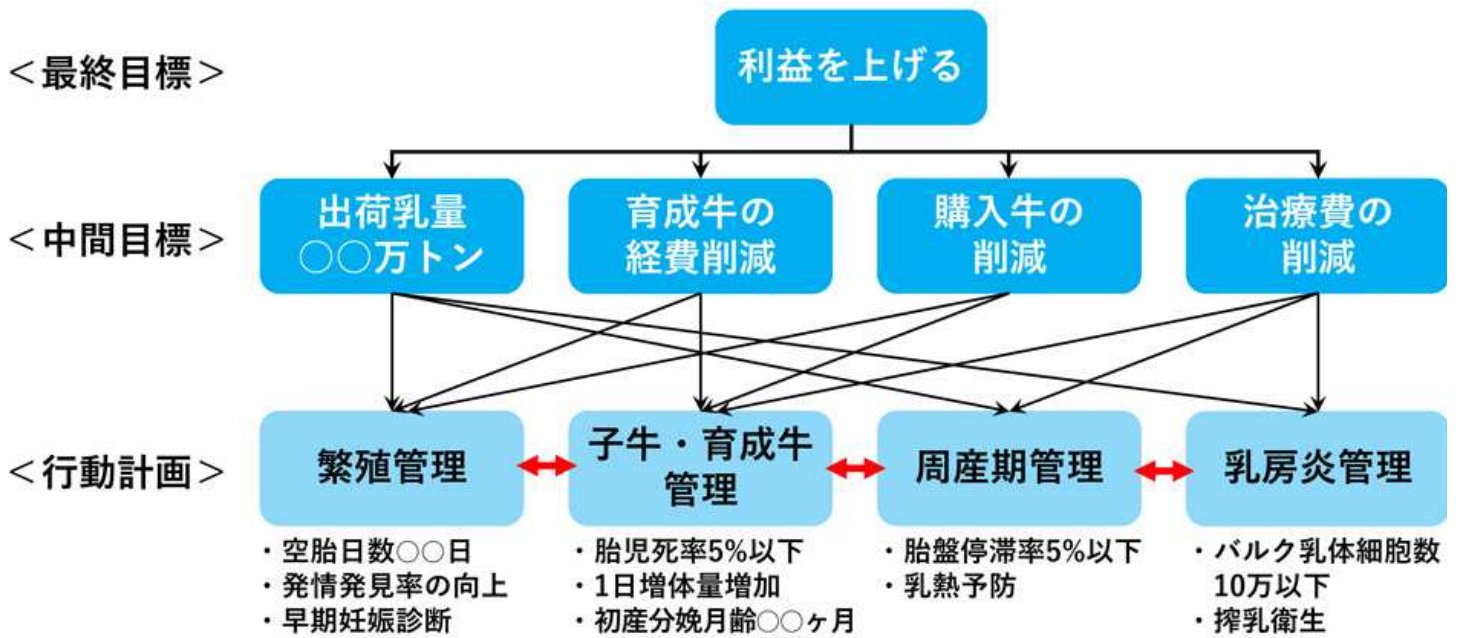 ＜最終目標＞
利益を上げる
＜中間目標＞
出荷乳量
○○万トン
育成牛の
経費削減
購入牛の
削減
治療費の
削減
＜行動計画＞
繁殖管理
子牛・育成牛
管理
周産期管理
乳房炎管理
・空胎日数○○日
・発情発見率の向上
・早期妊娠診断
・胎児死率5%以下
・1日増体量増加
・初産分娩月齢○○ヶ月
・胎盤停滞率5%以下
・乳熱予防
・バルク乳体細胞数
10万以下
・搾乳衛生